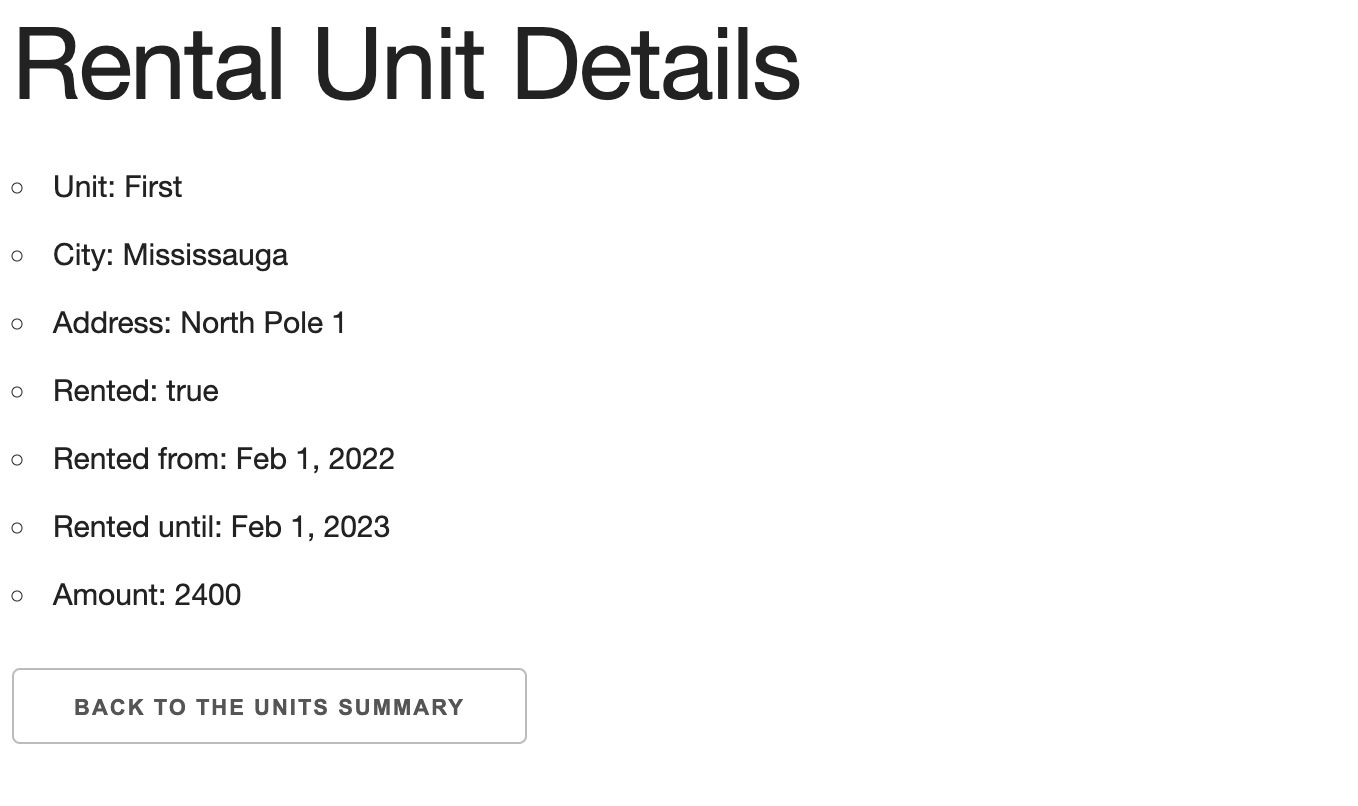 Rental Unit Details
Unit: First
City: Mississauga
Address: North Pole 1
Rented: true
Rented from: Feb 1, 2022
Rented until: Feb 1, 2023
Amount: 2400
BACK TO THE UNITS SUMMARY